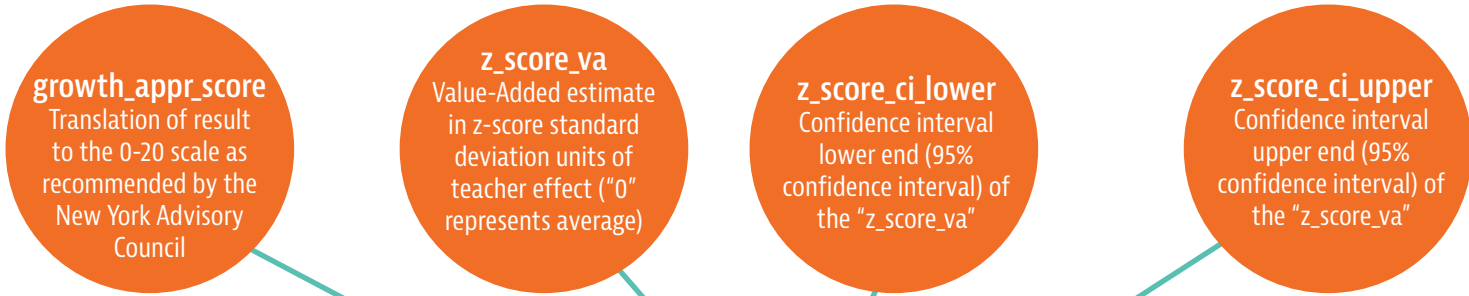 growth_appr_score
Translation of result
to the 0-20 scale as
recommended by the
New York Advisory
Council
z_score_va
Value-Added estimate
in z-score standard
deviation units of
teacher effect (“0”
represents average)
z_score_ci_lower
Confidence interval
lower end (95%
confidence interval) of
the “z_score_va”
z_score_ci_upper
Confidence interval
upper end (95%
confidence interval) of
the “z_score_va”